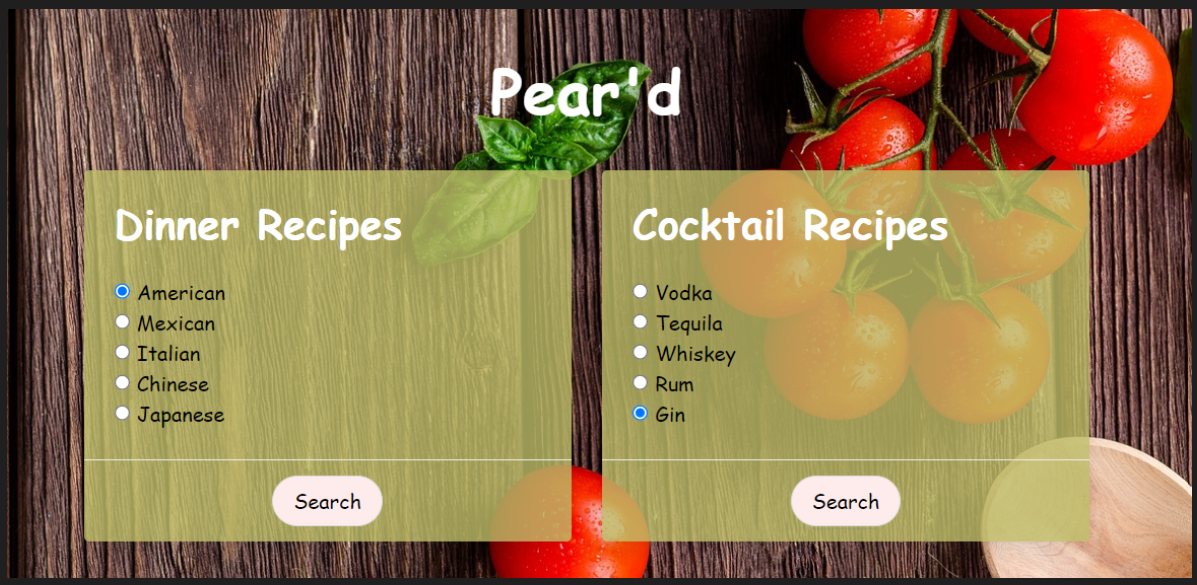 Pear'd
Dinner Recipes
American
Mexican
Italian
Chinese
Japanese
Search
Cocktail Recipes
Vodka
Tequila
Whiskey
Rum
Gin
Search